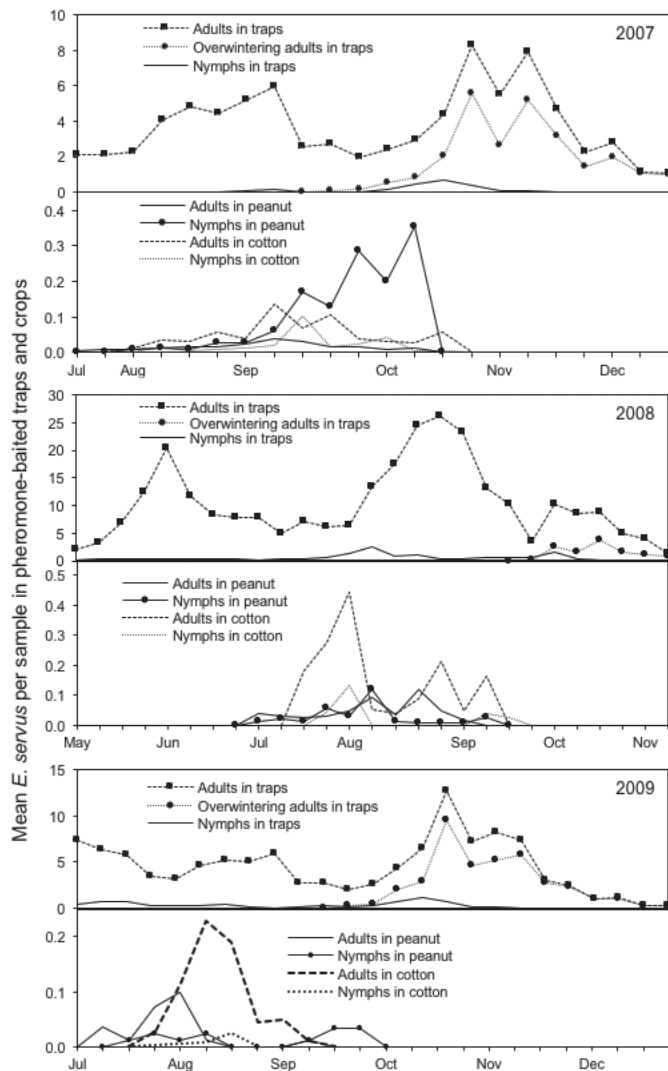 Mean E. servus per sample in pheromone-baited traps and crops
10
8
6
4
2
0
Adults in traps
Overwintering adults in traps
Nymphs in traps
2007
0.4
0.3
0.2
0.1
0.0
Adults in peanut
Nymphs in peanut
Adults in cotton
Nymphs in cotton
Jul Aug Sep Oct Nov Dec
30
25
20
15
10
5
0
Adults in traps
Overwintering adults in traps
Nymphs in traps
2008
0.5
0.4
0.3
0.2
0.1
0.0
Adults in peanut
Nymphs in peanut
Adults in cotton
Nymphs in cotton
May Jun Jul Aug Sep Oct Nov
15
10
5
0
Adults in traps
Overwintering adults in traps
Nymphs in traps
2009
0.2
0.1
0.0
Adults in peanut
Nymphs in peanut
Adults in cotton
Nymphs in cotton
Jul Aug Sep Oct Nov Dec